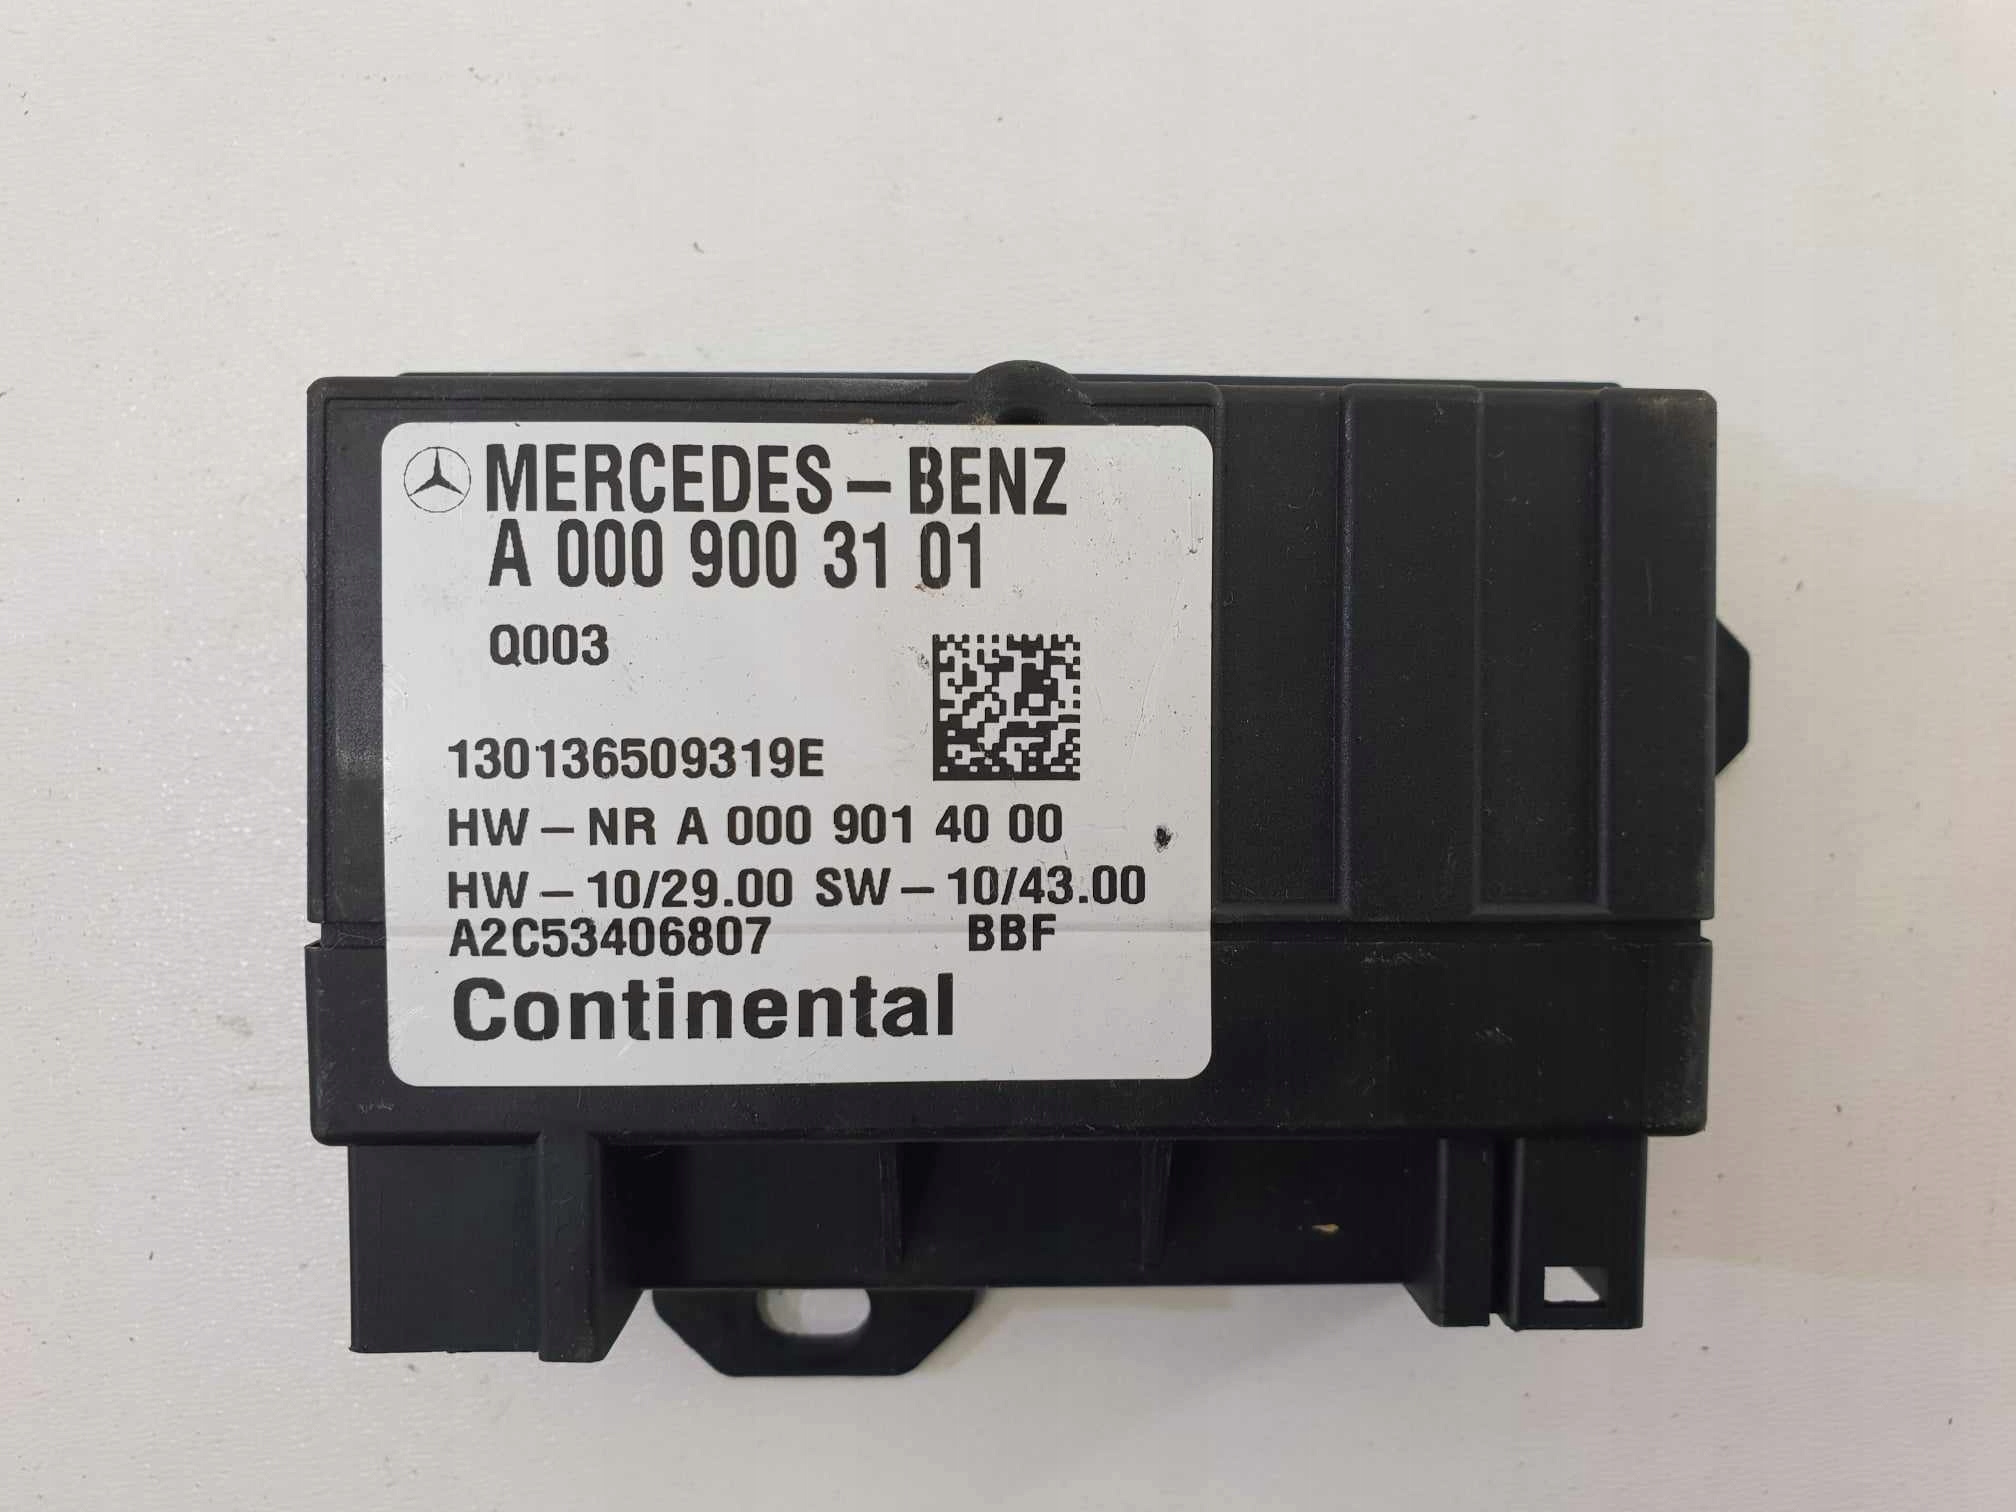 MERCEDES-BENZ
A 000 900 31 01
Q003
130136509319E
HW-NR A 000 901 40 00
HW-10/29.00 SW-10/43.00
A2C53406807 BBF
Continental